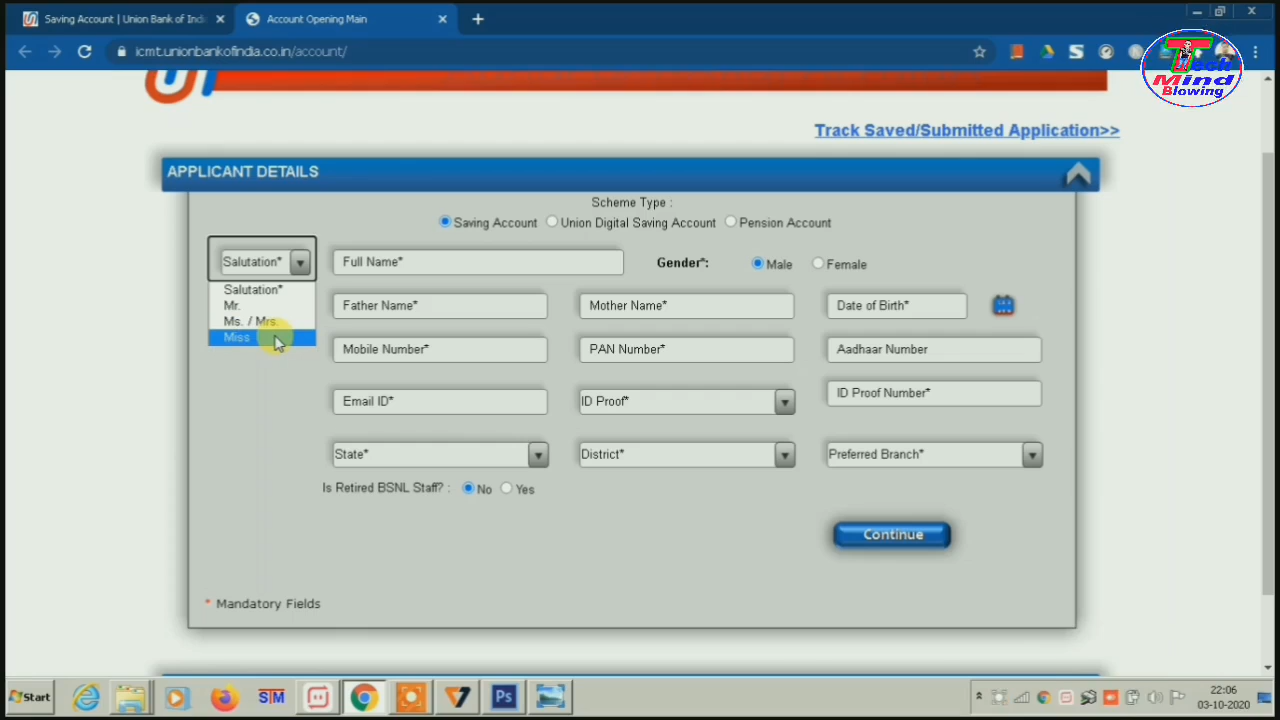 Saving Account | Union Bank of Indi
Account Opening Main
icmt.unionbankofindia.co.in/account/
Tech
Mind
Blowing
Track Saved/Submitted Application>>
APPLICANT DETAILS
Scheme Type :
Saving Account Union Digital Saving Account Pension Account
Salutation* Full Name* Gender*: Male Female
Salutation*
Mr.
Ms. / Mrs.
Miss
Father Name* Mother Name* Date of Birth*
Mobile Number* PAN Number* Aadhaar Number
Email ID* ID Proof* ID Proof Number*
State* District* Preferred Branch*
Is Retired BSNL Staff? : No Yes
Continue
* Mandatory Fields
Start
SIM
Ps
22:06
03-10-2020